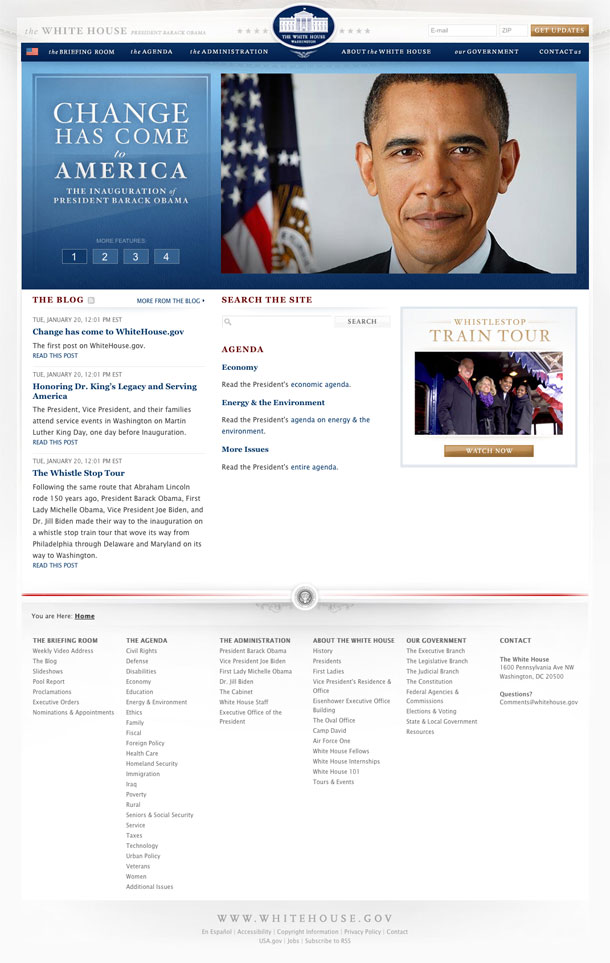 the WHITE HOUSE PRESIDENT BARACK OBAMA
THE WHITE HOUSE
WASHINGTON
E-mail
ZIP
GET UPDATES
the BRIEFING ROOM
the AGENDA
the ADMINISTRATION
ABOUT the WHITE HOUSE
our GOVERNMENT
CONTACT us
CHANGE
HAS COME
to
AMERICA
THE INAUGURATION of
PRESIDENT BARACK OBAMA
MORE FEATURES:
1 2 3 4
THE BLOG
MORE FROM THE BLOG
TUE, JANUARY 20, 12:01 PM EST
Change has come to WhiteHouse.gov
The first post on WhiteHouse.gov.
READ THIS POST
TUE, JANUARY 20, 12:01 PM EST
Honoring Dr. King's Legacy and Serving
America
The President, Vice President, and their families
attend service events in Washington on Martin
Luther King Day, one day before Inauguration.
READ THIS POST
TUE, JANUARY 20, 12:01 PM EST
The Whistle Stop Tour
Following the same route that Abraham Lincoln
rode 150 years ago, President Barack Obama, First
Lady Michelle Obama, Vice President Joe Biden, and
Dr. Jill Biden made their way to the inauguration on
a whistle stop train tour that wove its way from
Philadelphia through Delaware and Maryland on its
way to Washington.
READ THIS POST
SEARCH THE SITE
SEARCH
AGENDA
Economy
Read the President's economic agenda.
Energy & the Environment
Read the President's agenda on energy & the
environment.
More Issues
Read the President's entire agenda.
WHISTLESTOP
TRAIN TOUR
WATCH NOW
You are Here: Home
THE BRIEFING ROOM
Weekly Video Address
The Blog
Slideshows
Pool Report
Proclamations
Executive Orders
Nominations & Appointments
THE AGENDA
Civil Rights
Defense
Disabilities
Economy
Education
Energy & Environment
Ethics
Family
Fiscal
Foreign Policy
Health Care
Homeland Security
Immigration
Iraq
Poverty
Rural
Seniors & Social Security
Service
Taxes
Technology
Urban Policy
Veterans
Women
Additional Issues
THE ADMINISTRATION
President Barack Obama
Vice President Joe Biden
First Lady Michelle Obama
Dr. Jill Biden
The Cabinet
White House Staff
Executive Office of the
President
ABOUT THE WHITE HOUSE
History
Presidents
First Ladies
Vice President's Residence &
Office
Eisenhower Executive Office
Building
The Oval Office
Camp David
Air Force One
White House Fellows
White House Internships
White House 101
Tours & Events
OUR GOVERNMENT
The Executive Branch
The Legislative Branch
The Judicial Branch
The Constitution
Federal Agencies &
Commissions
Elections & Voting
State & Local Government
Resources
CONTACT
The White House
1600 Pennsylvania Ave NW
Washington, DC 20500
Questions?
Comments@whitehouse.gov
WWW.WHITEHOUSE.GOV
En Español | Accessibility | Copyright Information | Privacy Policy | Contact
USA.gov | Jobs | Subscribe to RSS